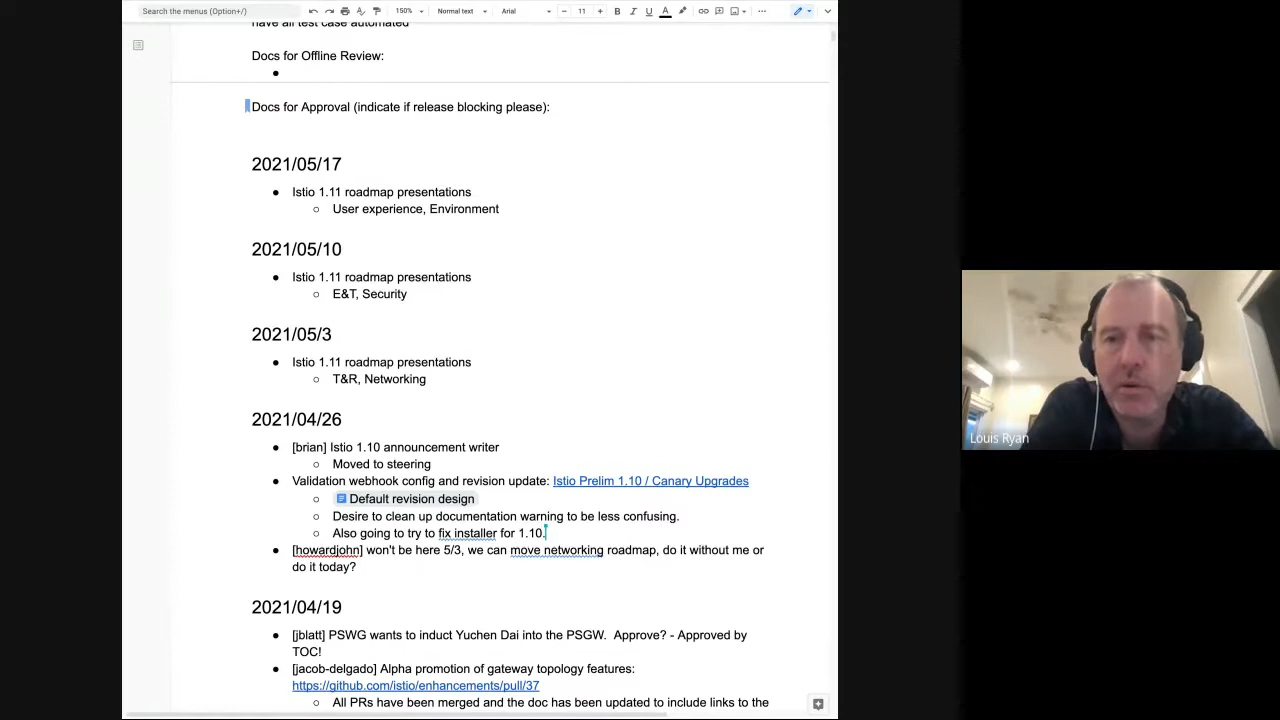 Search the menus (Option+/)
150%
Normal text
Arial
11
B
I
U
A
have all test case automated
Docs for Offline Review:
Docs for Approval (indicate if release blocking please):
2021/05/17
Istio 1.11 roadmap presentations
User experience, Environment
2021/05/10
Istio 1.11 roadmap presentations
E&T, Security
2021/05/3
Istio 1.11 roadmap presentations
T&R, Networking
2021/04/26
[brian] Istio 1.10 announcement writer
Moved to steering
Validation webhook config and revision update: Istio Prelim 1.10 / Canary Upgrades
Default revision design
Desire to clean up documentation warning to be less confusing.
Also going to try to fix installer for 1.10.
[howardjohn] won't be here 5/3, we can move networking roadmap, do it without me or
do it today?
2021/04/19
[jblatt] PSWG wants to induct Yuchen Dai into the PSGW.  Approve? - Approved by
TOC!
[jacob-delgado] Alpha promotion of gateway topology features:
https://github.com/istio/enhancements/pull/37
All PRs have been merged and the doc has been updated to include links to the
Louis Ryan